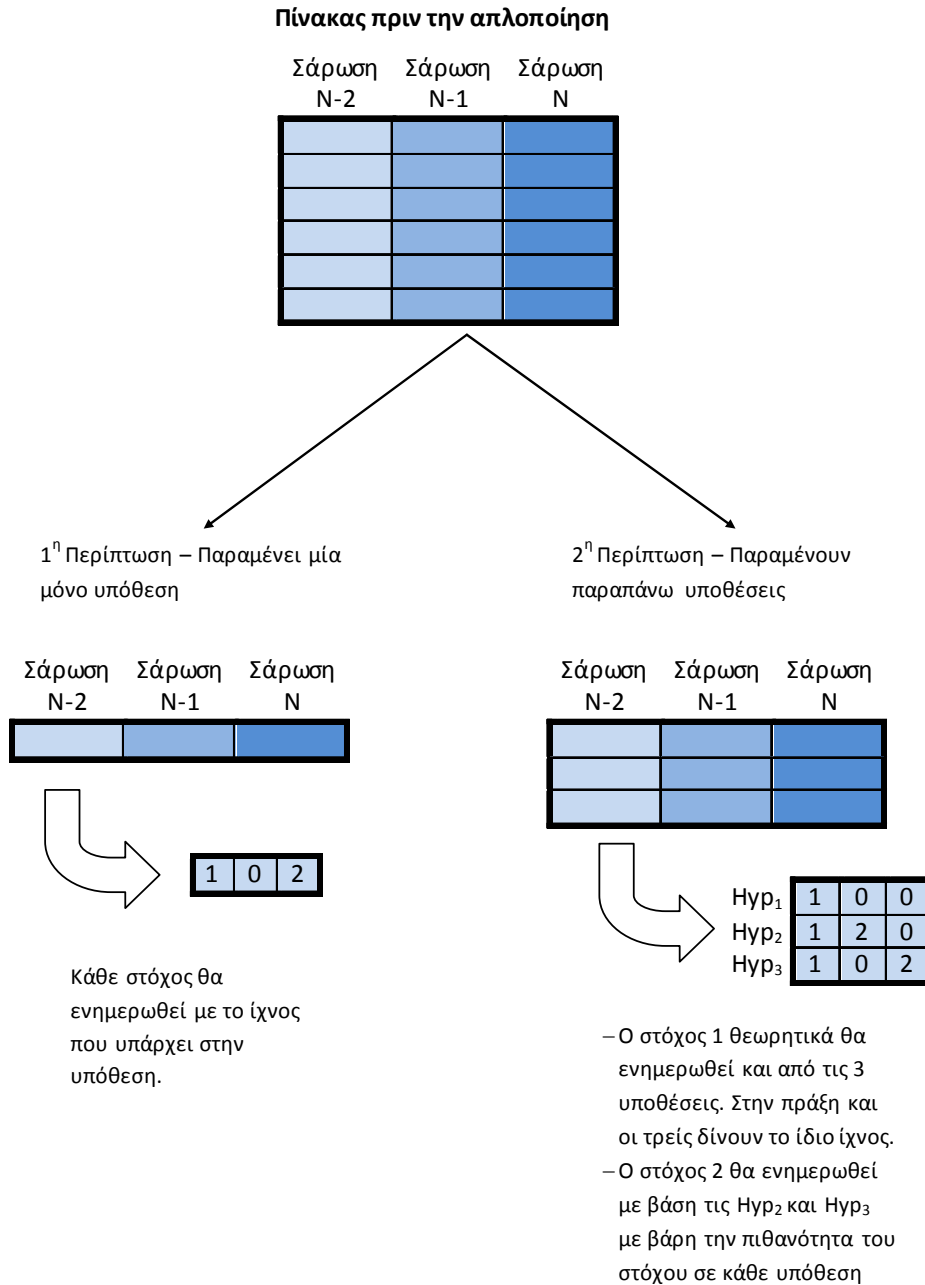 Πίνακας πριν την απλοποίηση
Σάρωση Σάρωση Σάρωση
N-2 N-1 N
1η Περίπτωση – Παραμένει μία
μόνο υπόθεση
2η Περίπτωση – Παραμένουν
παραπάνω υποθέσεις
Σάρωση Σάρωση Σάρωση
N-2 N-1 N
Σάρωση Σάρωση Σάρωση
N-2 N-1 N
1 0 2
Hyp1 1 0 0
Hyp2 1 2 0
Hyp3 1 0 2
Κάθε στόχος θα
ενημερωθεί με το ίχνος
που υπάρχει στην
υπόθεση.
– Ο στόχος 1 θεωρητικά θα
ενημερωθεί και από τις 3
υποθέσεις. Στην πράξη και
οι τρείς δίνουν το ίδιο ίχνος.
– Ο στόχος 2 θα ενημερωθεί
με βάση τις Hyp2 και Hyp3
με βάρη την πιθανότητα του
στόχου σε κάθε υπόθεση